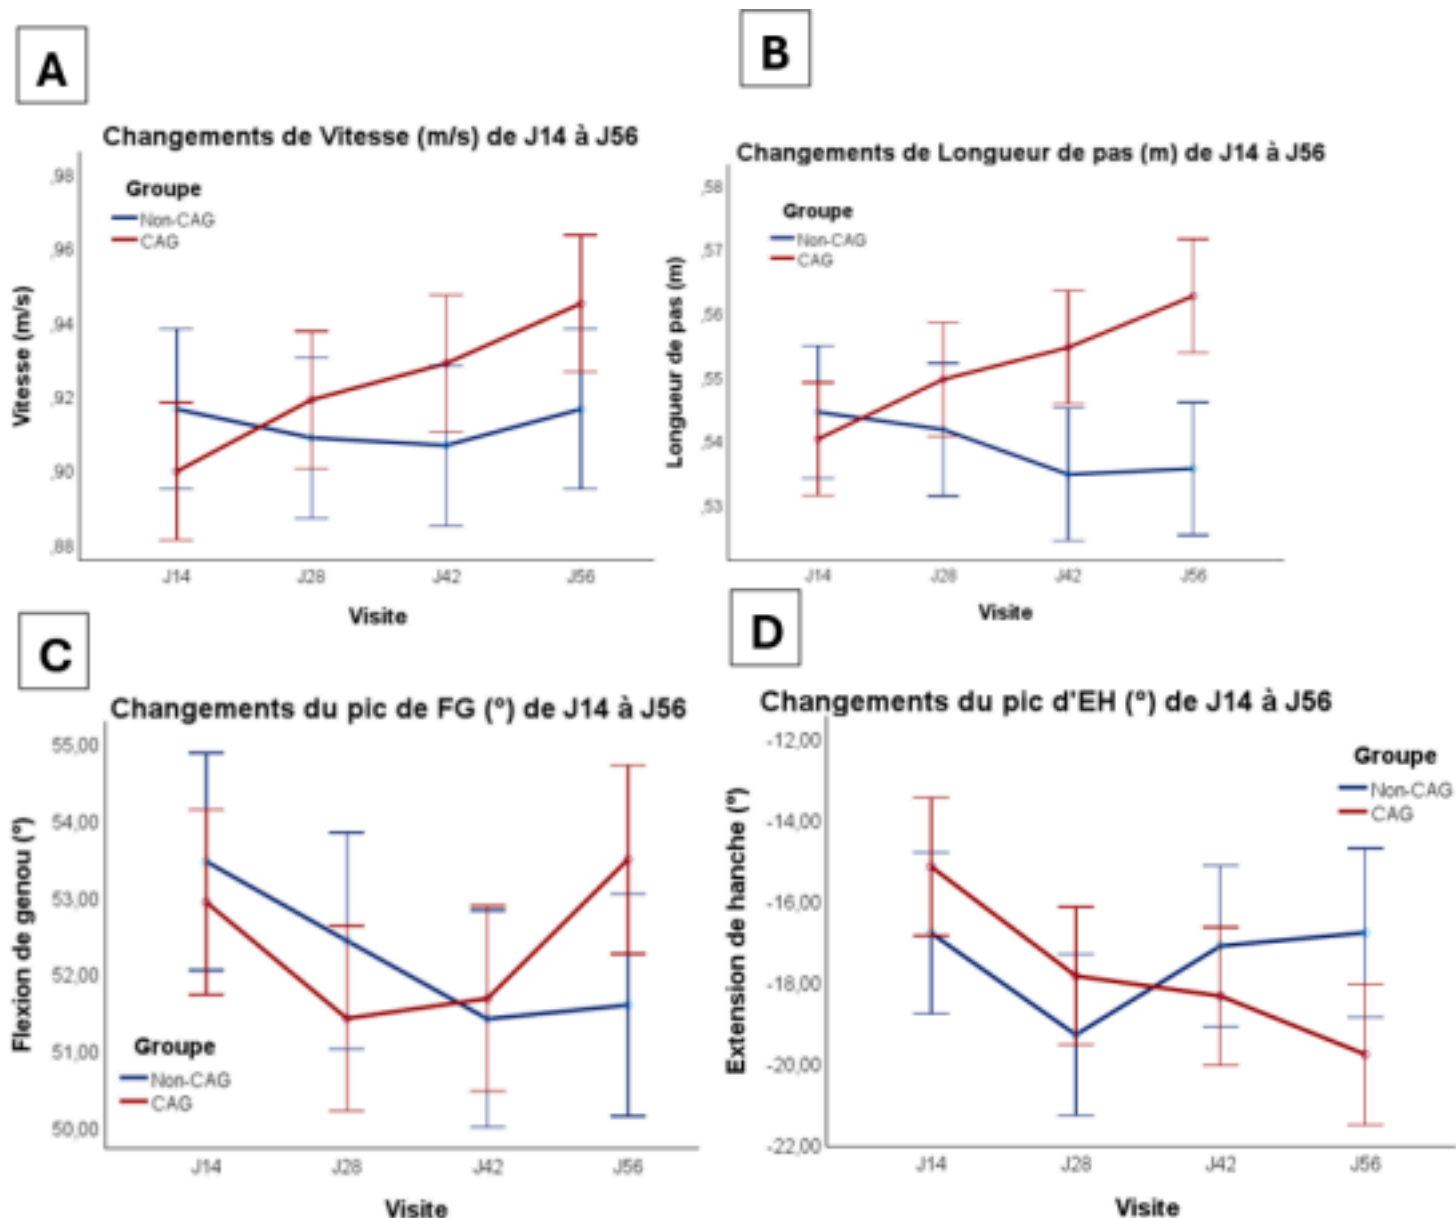 A
Changements de Vitesse (m/s) de J14 à J56
Groupe
Non-CAG
CAG
Vitesse (m/s)
,98
,96
,94
,92
,90
,88
J14 J28 J42 J56
Visite
B
Changements de Longueur de pas (m) de J14 à J56
Groupe
Non-CAG
CAG
Longueur de pas (m)
,58
,57
,56
,55
,54
,53
J14 J28 J42 J56
Visite
C
Changements du pic de FG (°) de J14 à J56
Flexion de genou (°)
55,00
54,00
53,00
52,00
51,00
50,00
Groupe
Non-CAG
CAG
J14 J28 J42 J56
Visite
D
Changements du pic d'EH (°) de J14 à J56
Groupe
Non-CAG
CAG
Extension de hanche (°)
-12,00
-14,00
-16,00
-18,00
-20,00
-22,00
J14 J28 J42 J56
Visite